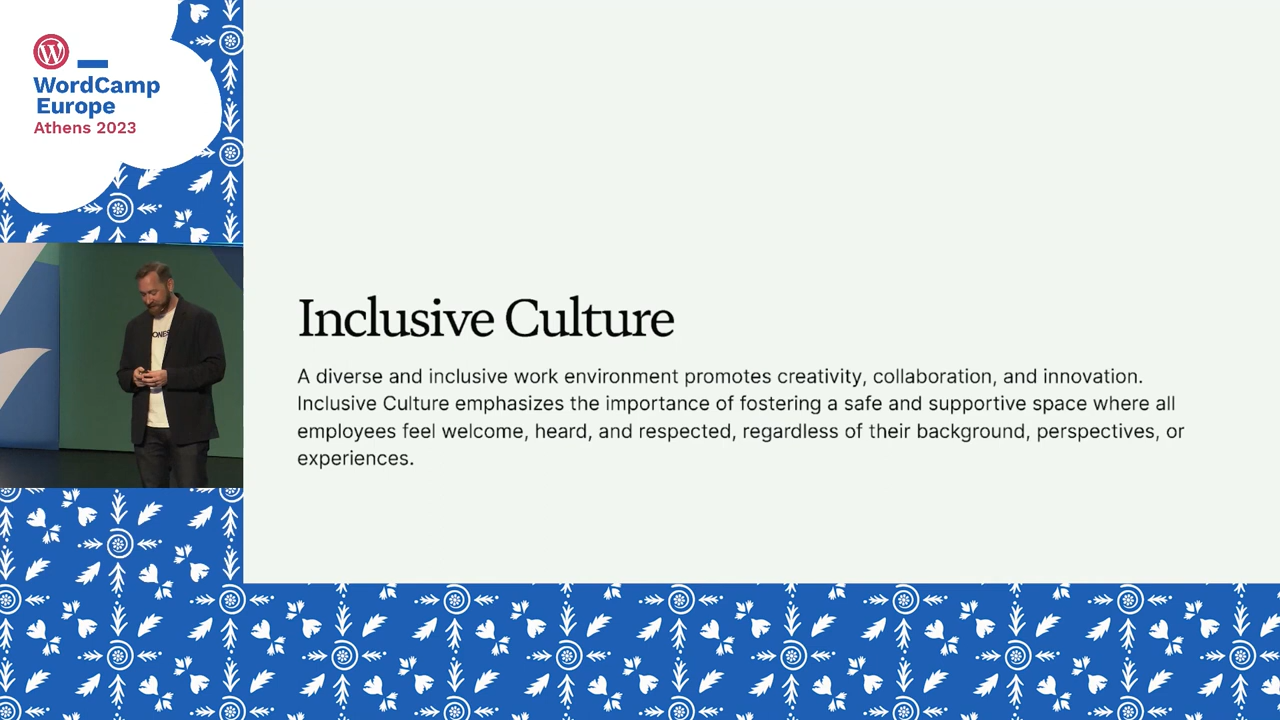 WordCamp
Europe
Athens 2023
Inclusive Culture
A diverse and inclusive work environment promotes creativity, collaboration, and innovation.
Inclusive Culture emphasizes the importance of fostering a safe and supportive space where all
employees feel welcome, heard, and respected, regardless of their background, perspectives, or
experiences.